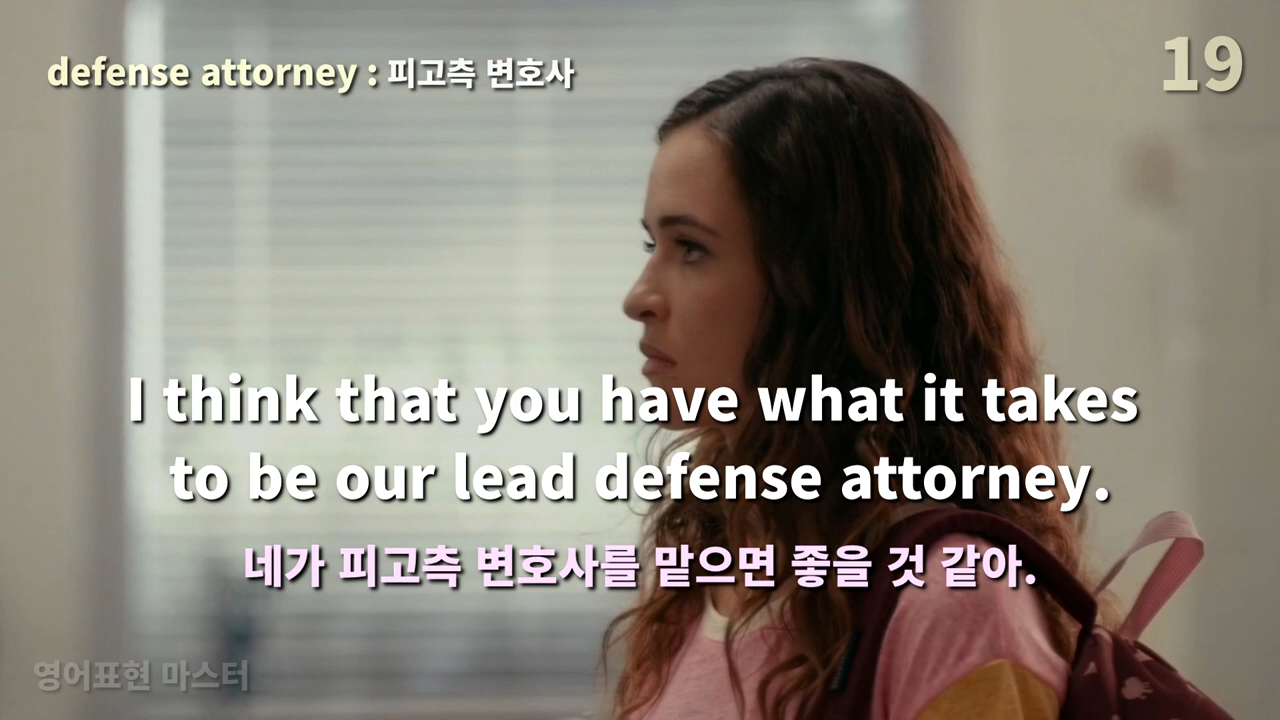 defense attorney : 피고측 변호사
19
I think that you have what it takes
to be our lead defense attorney.
네가 피고측 변호사를 맡으면 좋을 것 같아.
영어표현 마스터